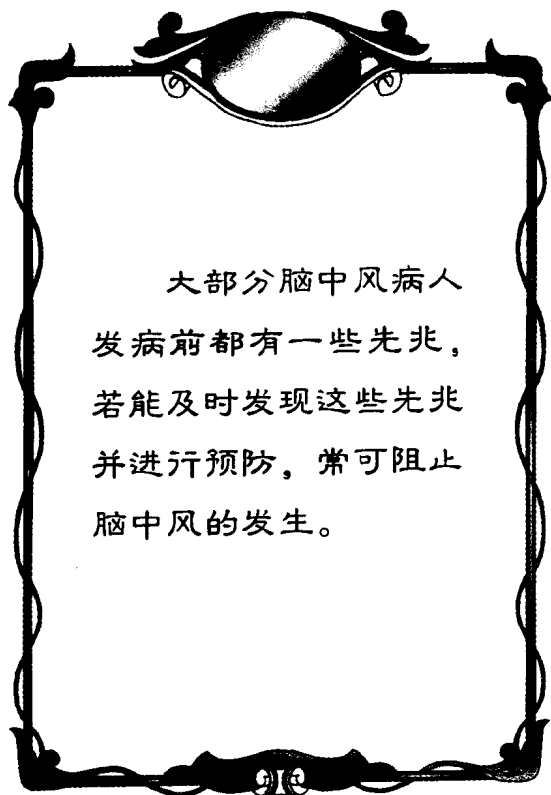 大部分脑中风病人
发病前都有一些先兆，
若能及时发现这些先兆
并进行预防，常可阻止
脑中风的发生。